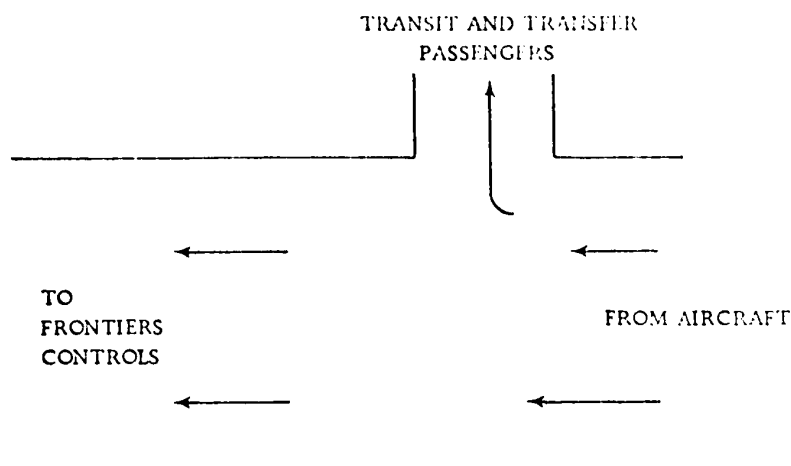 TRANSIT AND TRANSFER
PASSENGERS
TO
FRONTIERS
CONTROLS
FROM AIRCRAFT